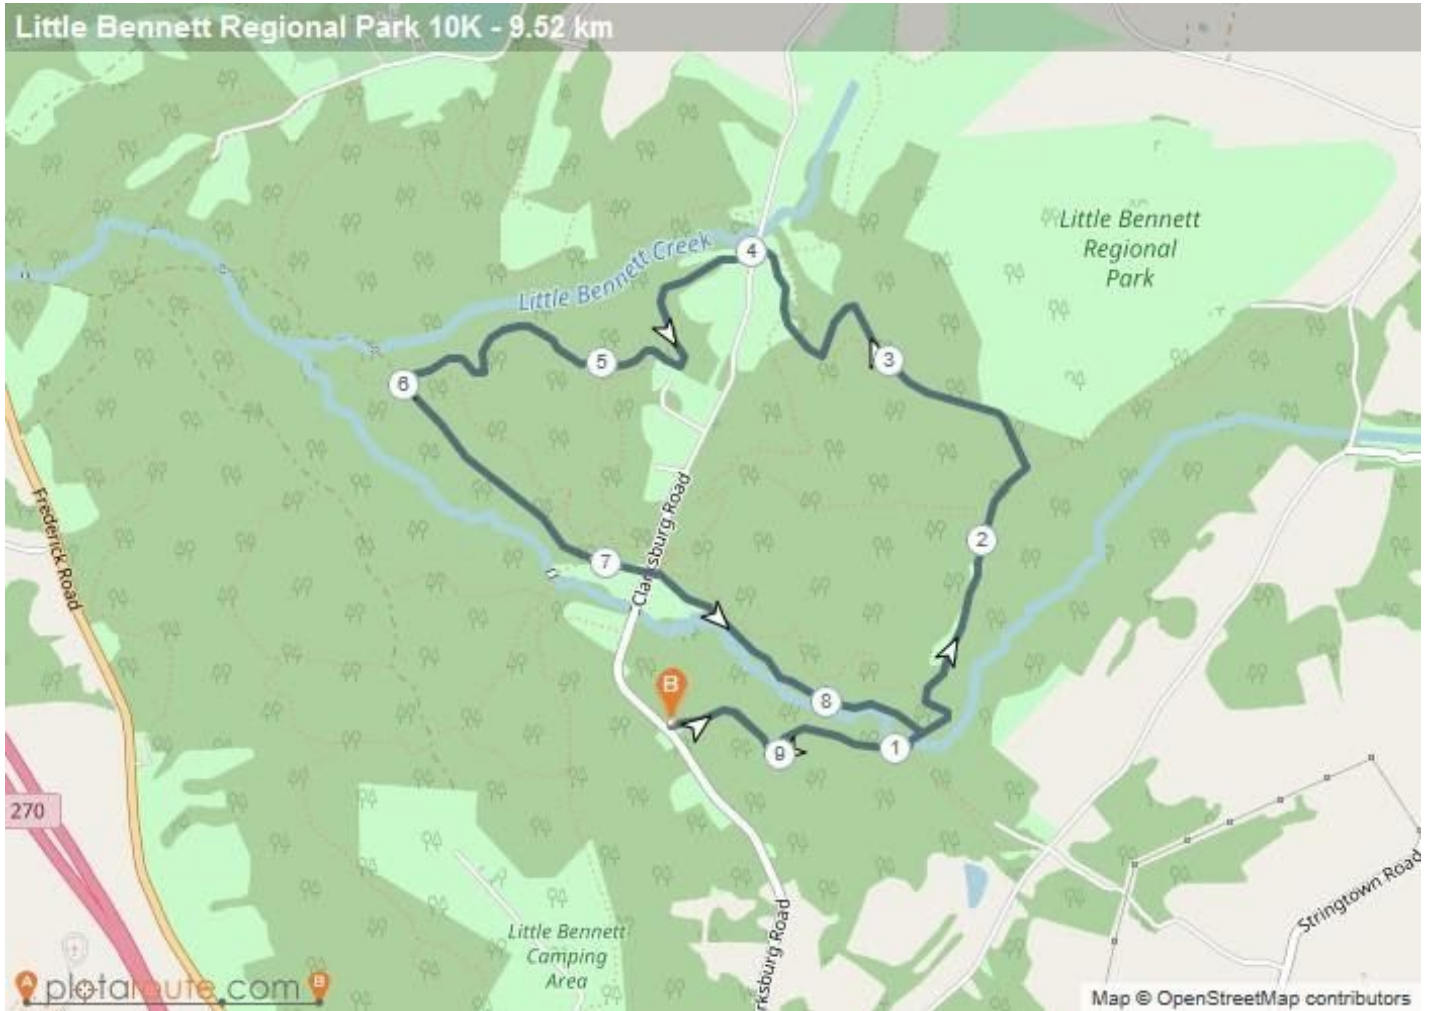 Little Bennett Regional Park 10K - 9.52 km
Little Bennett
Regional
Park
4
Little Bennett Creek
3
5
6
Frederick Road
Clarksburg Road
2
7
B
8
1
9
270
Stringtown Road
Little Bennett
Camping
Area
rksburg Road
A plotaroute.com B
Map © OpenStreetMap contributors